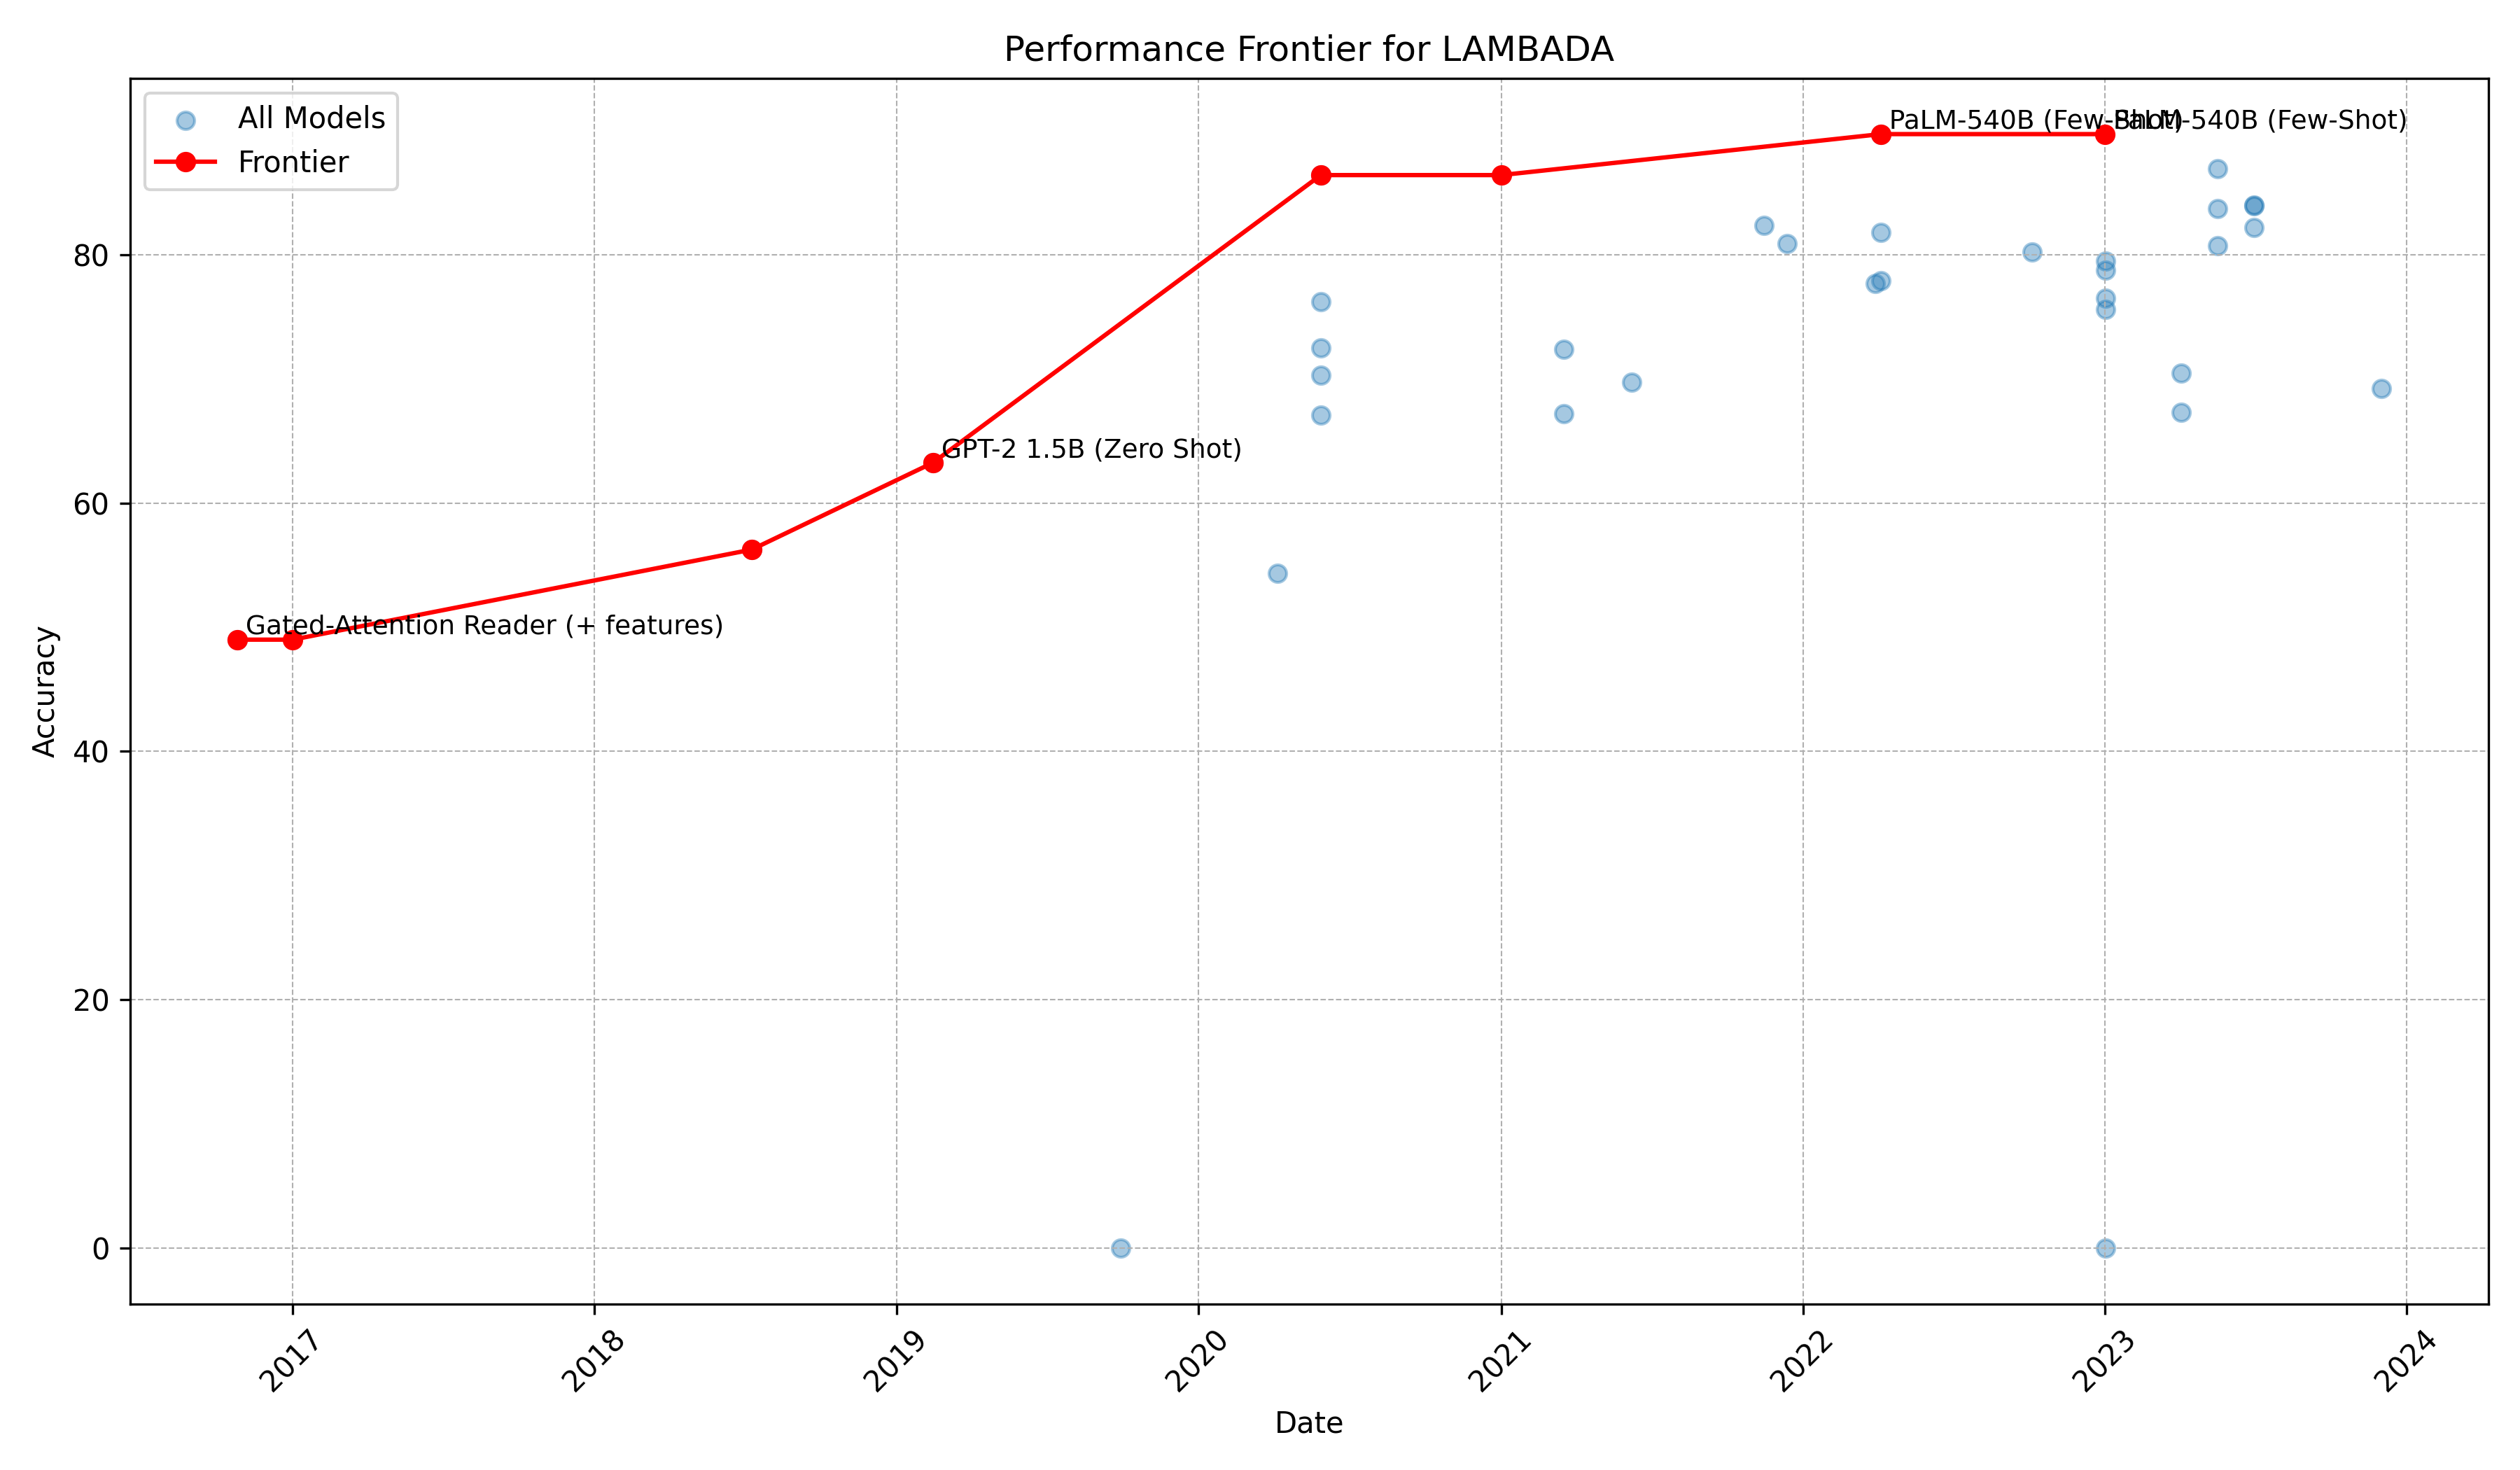 Performance Frontier for LAMBADA
All Models
Frontier
PaLM-540B (Few-Shot)
PaLM-540B (Few-Shot)
GPT-2 1.5B (Zero Shot)
Gated-Attention Reader (+ features)
Accuracy
80
60
40
20
0
2017
2018
2019
2020
2021
2022
2023
2024
Date